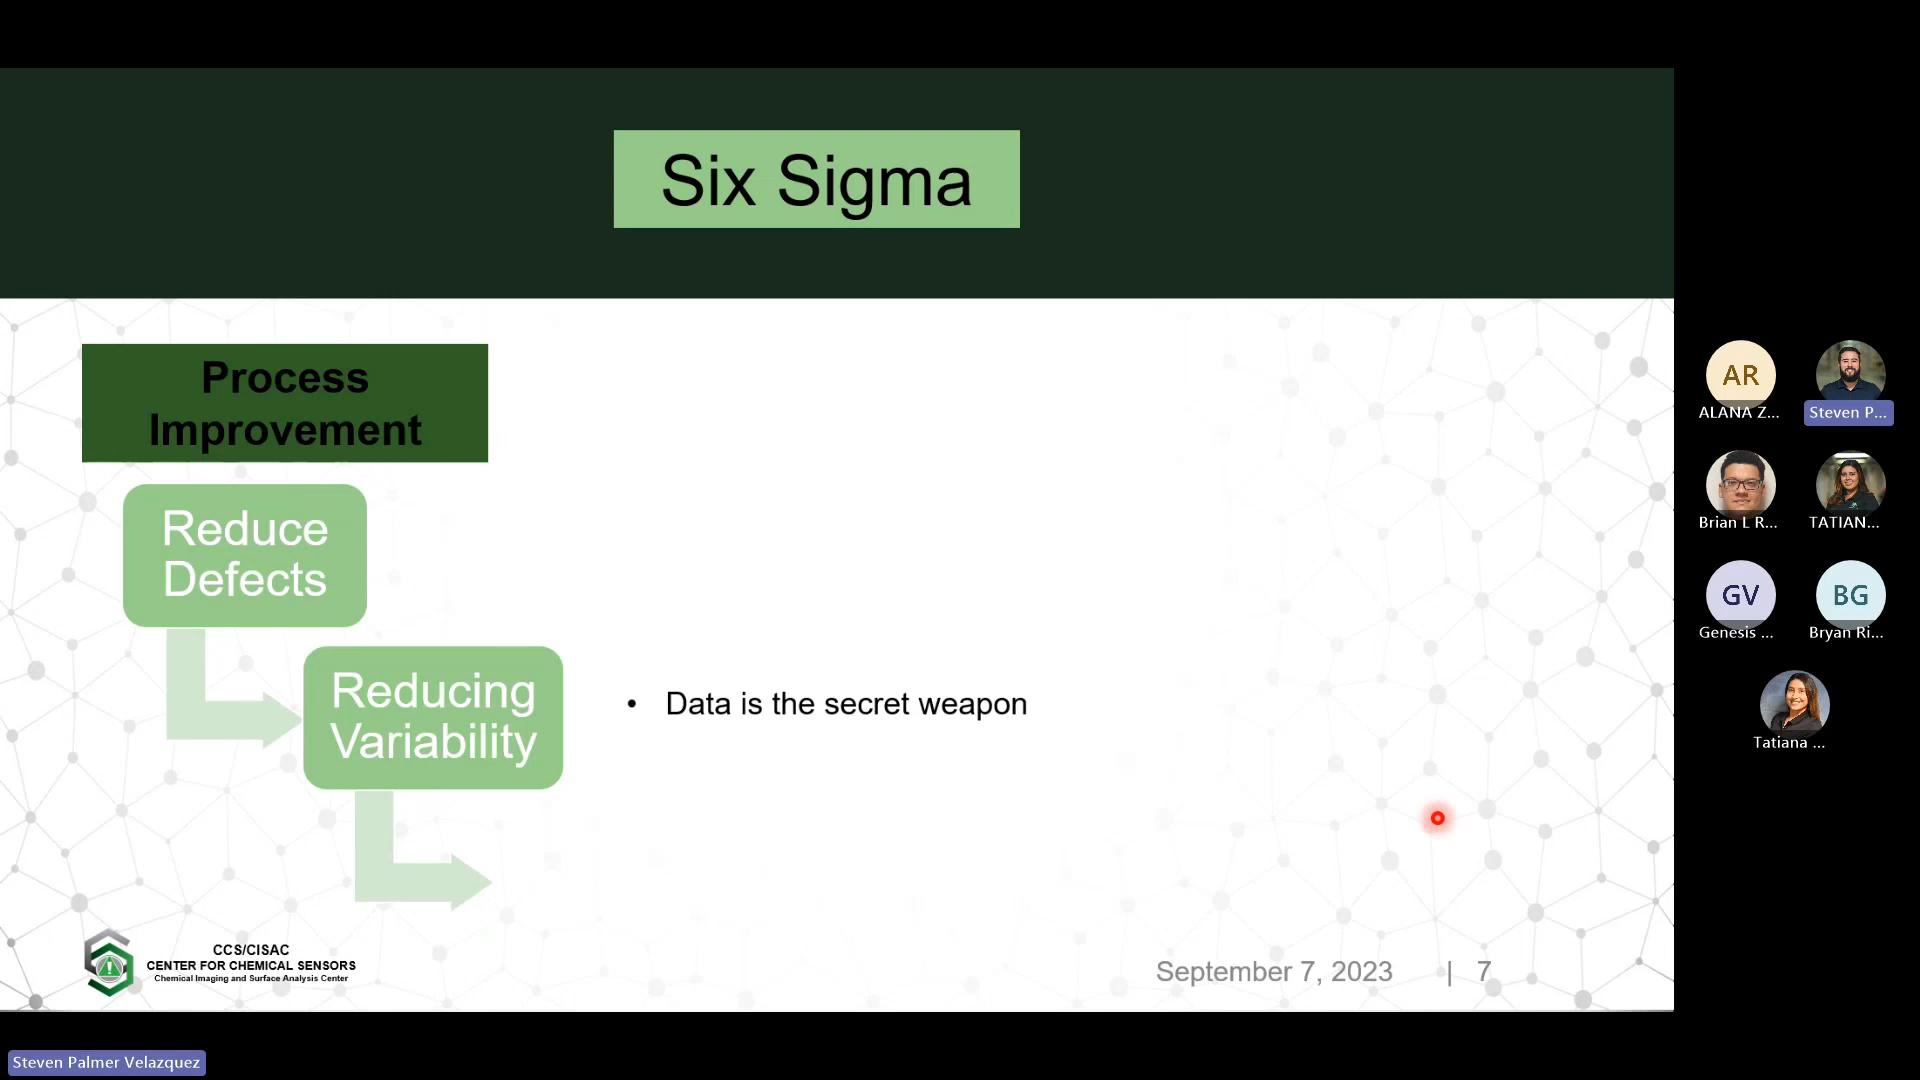 Six Sigma
Process
Improvement
Reduce
Defects
Reducing
Variability
• Data is the secret weapon
CCS/CISAC
CENTER FOR CHEMICAL SENSORS
Chemical Imaging and Surface Analysis Center
September 7, 2023 | 7
AR
ALANA Z...
Steven P...
Brian L R...
TATIAN...
GV
Genesis ...
BG
Bryan Ri...
Tatiana ...
Steven Palmer Velazquez